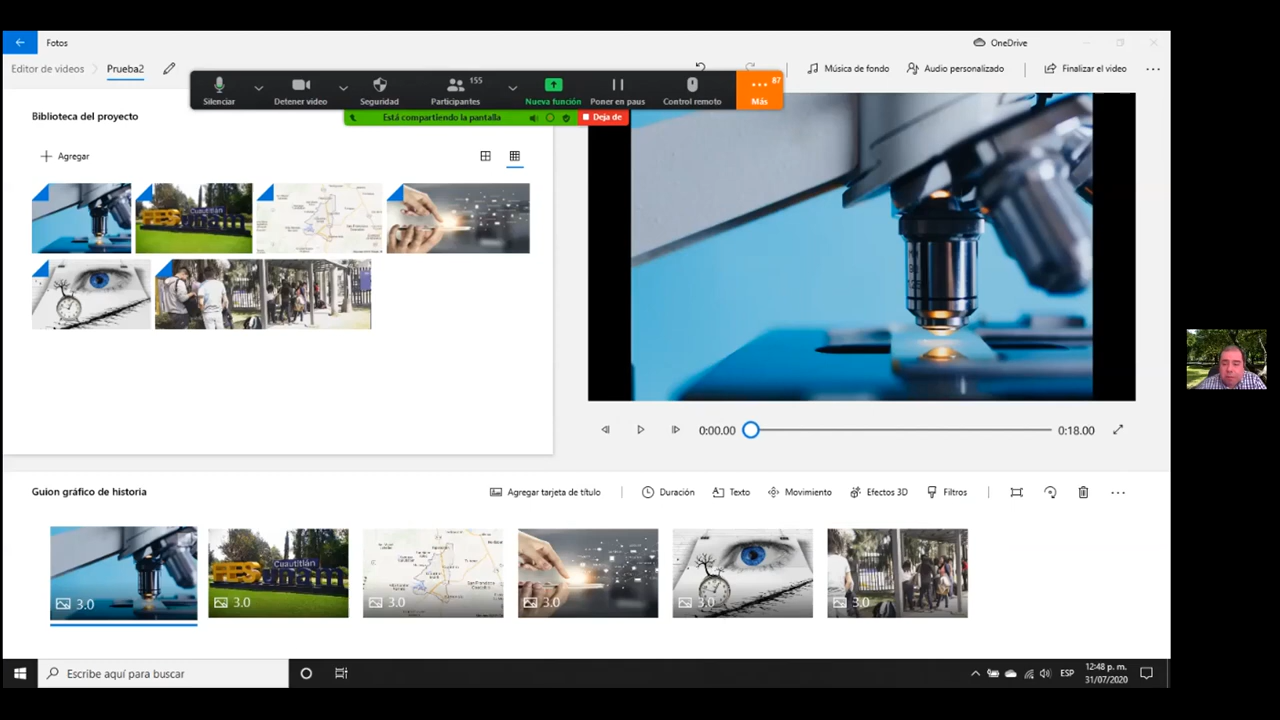 Fotos
OneDrive
Editor de videos
Prueba2
Música de fondo
Audio personalizado
Finalizar el video
Silenciar
Detener video
Seguridad
155
Participantes
Nueva función
Poner en paus
Control remoto
87
Más
Está compartiendo la pantalla
Deja de
Biblioteca del proyecto
Agregar
Cuautitlán
0:00.00
0:18.00
Guion gráfico de historia
Agregar tarjeta de título
Duración
Texto
Movimiento
Efectos 3D
Filtros
Cuautitlán
3.0
3.0
3.0
3.0
3.0
3.0
Escribe aquí para buscar
ESP
12:48 p. m.
31/07/2020